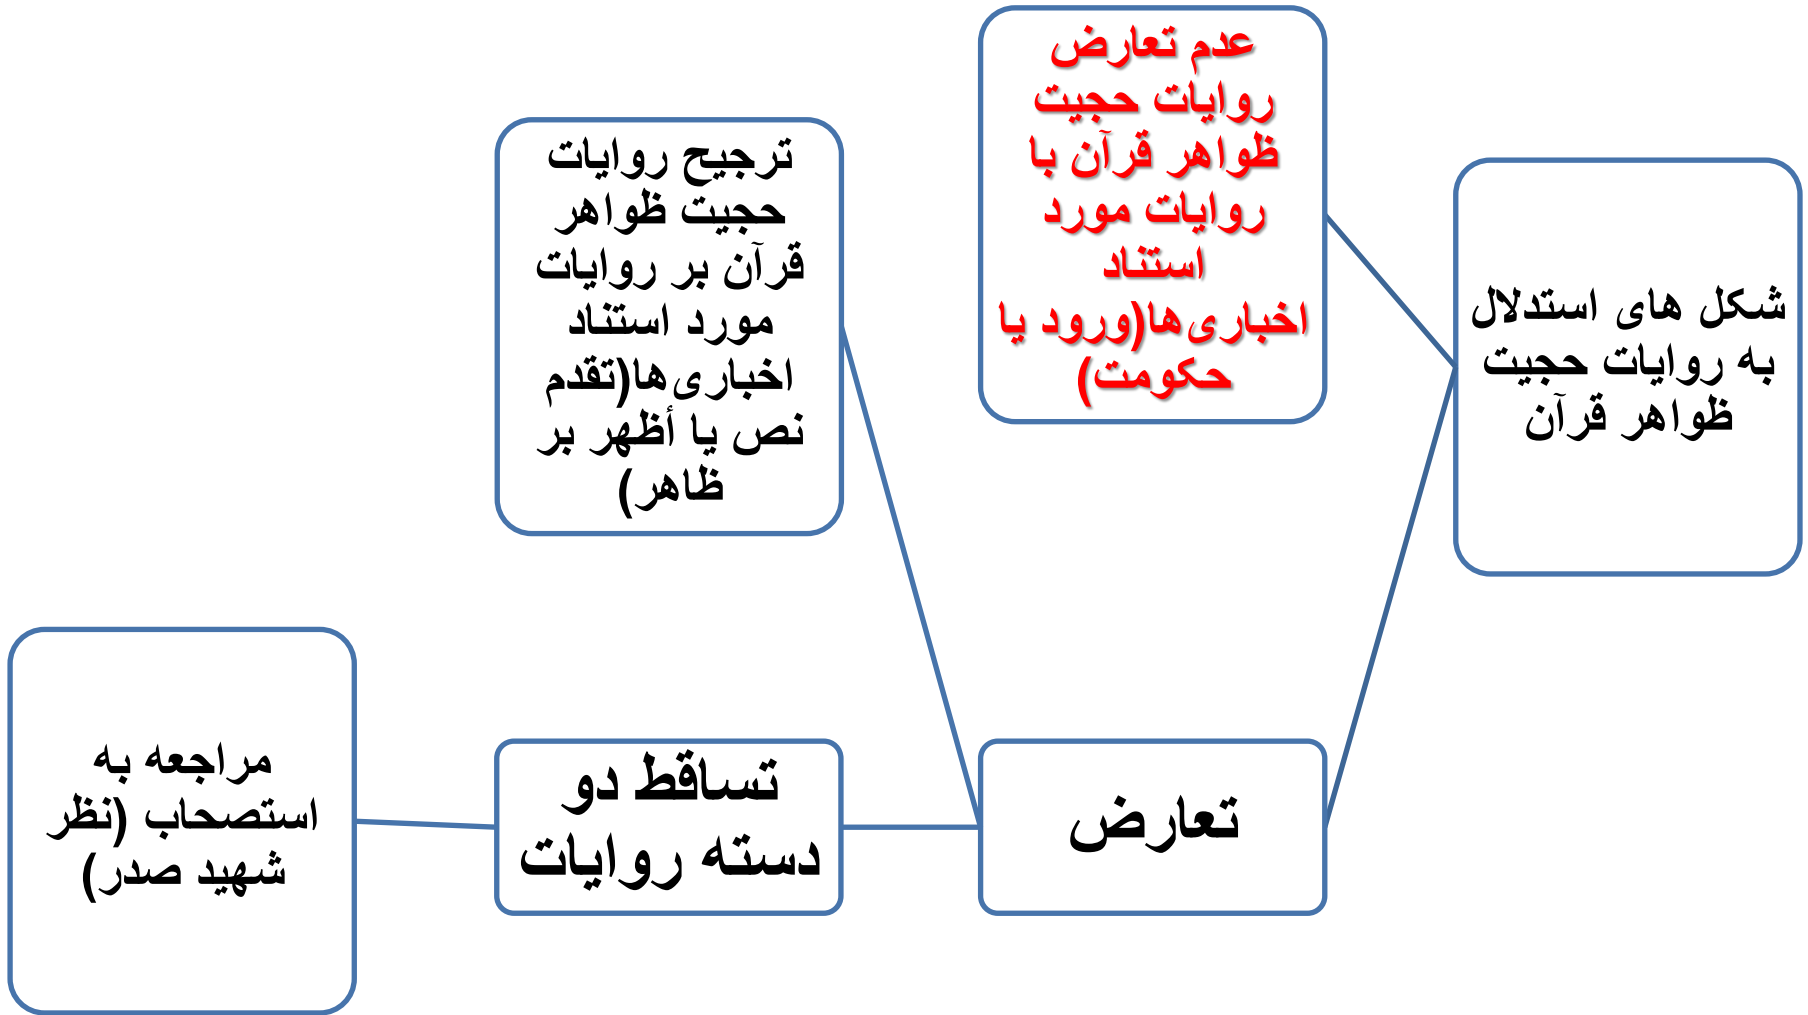 شکل های استدلال
به روایات حجیت
ظواهر قرآن
عدم تعارض
روایات حجیت
ظواهر قرآن با
روایات مورد
استناد
اخباری‌ها(ورود یا
حکومت)
تعارض
ترجیح روایات
حجیت ظواهر
قرآن بر روایات
مورد استناد
اخباری‌ها(تقدم
نص یا أظهر بر
ظاهر)
تساقط دو
دسته روایات
مراجعه به
استصحاب (نظر
شهید صدر)